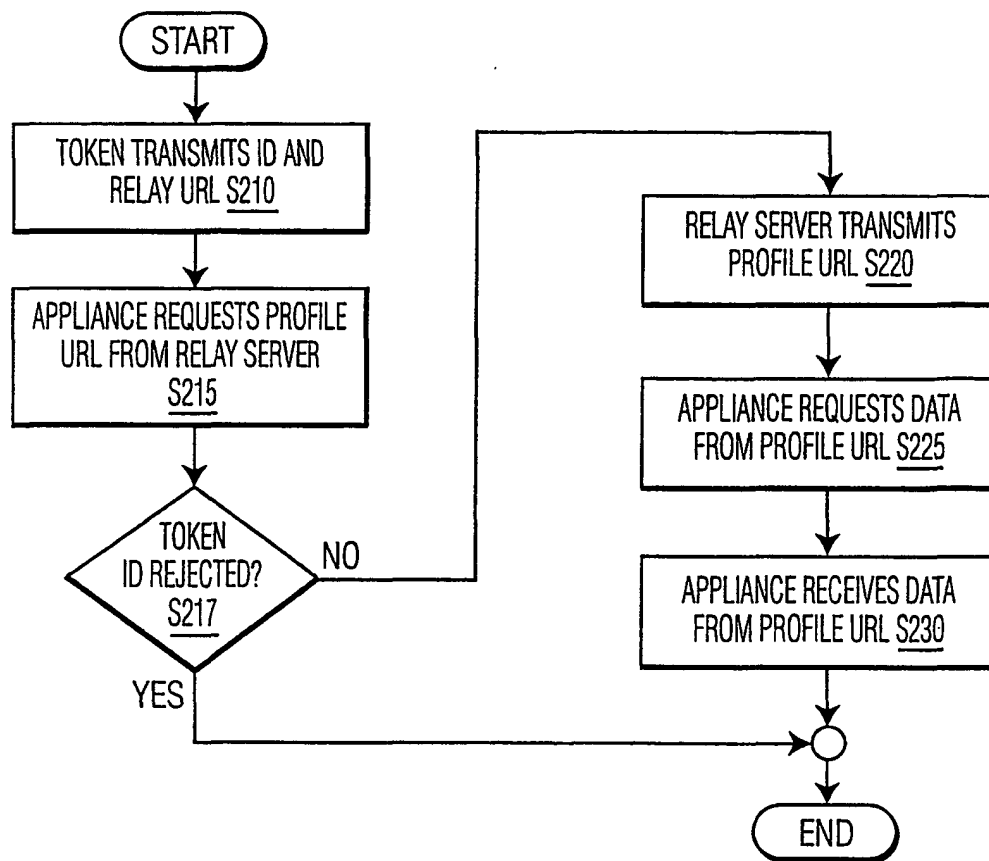 START
TOKEN TRANSMITS ID AND
RELAY URL S210
APPLIANCE REQUESTS PROFILE
URL FROM RELAY SERVER
S215
TOKEN
ID REJECTED?
S217
NO
YES
RELAY SERVER TRANSMITS
PROFILE URL S220
APPLIANCE REQUESTS DATA
FROM PROFILE URL S225
APPLIANCE RECEIVES DATA
FROM PROFILE URL S230
END